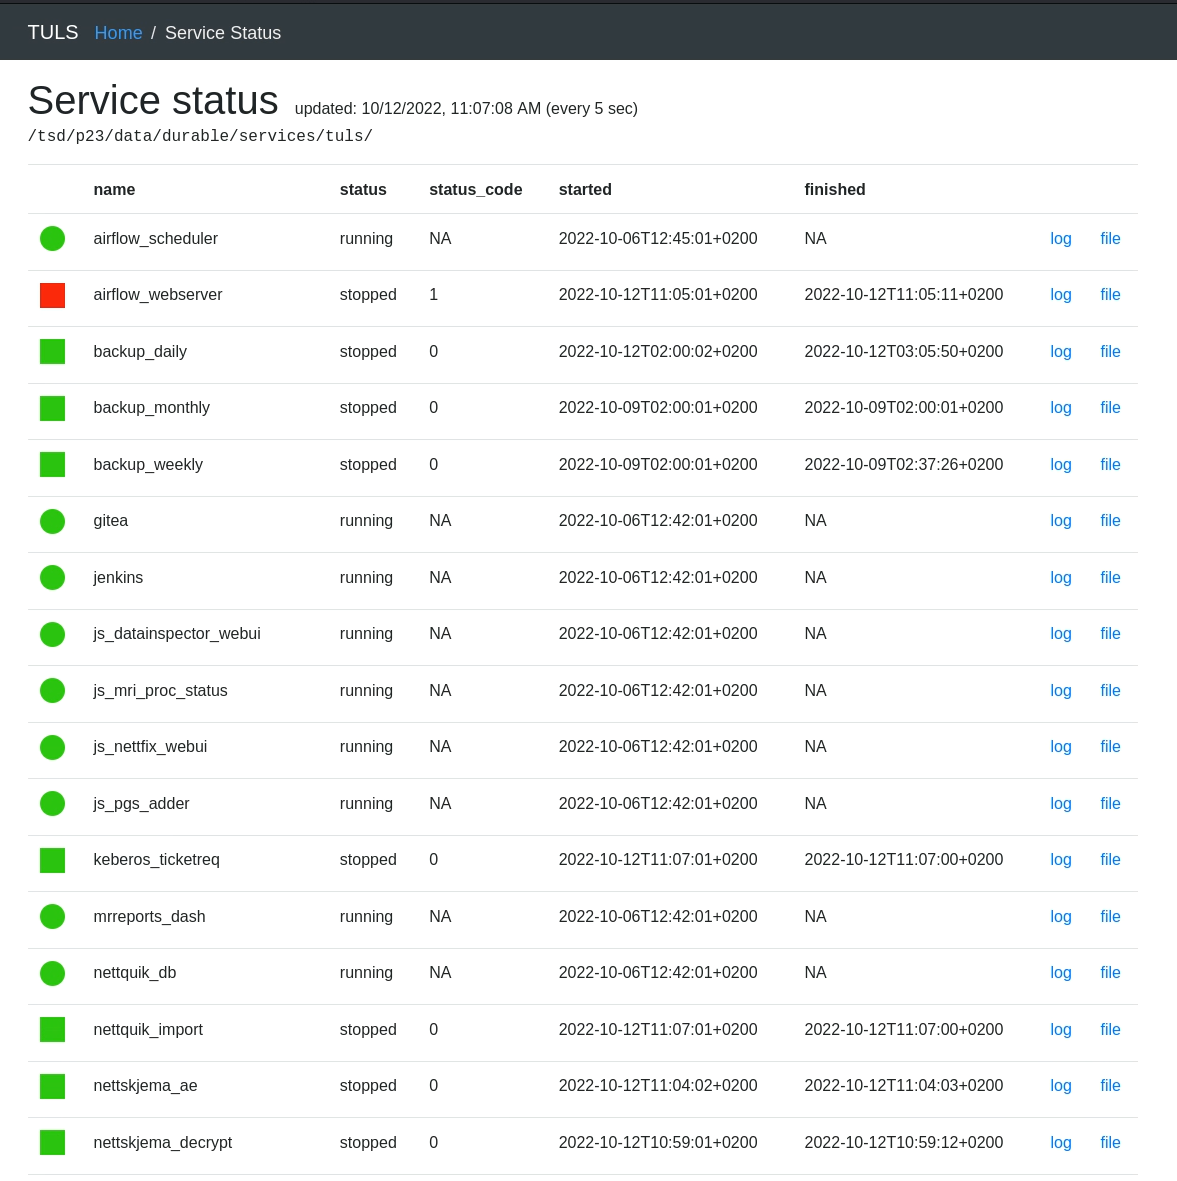 TULS Home / Service Status
Service status updated: 10/12/2022, 11:07:08 AM (every 5 sec)
/tsd/p23/data/durable/services/tuls/
name status status_code started finished
airflow_scheduler running NA 2022-10-06T12:45:01+0200 NA log file
airflow_webserver stopped 1 2022-10-12T11:05:01+0200 2022-10-12T11:05:11+0200 log file
backup_daily stopped 0 2022-10-12T02:00:02+0200 2022-10-12T03:05:50+0200 log file
backup_monthly stopped 0 2022-10-09T02:00:01+0200 2022-10-09T02:00:01+0200 log file
backup_weekly stopped 0 2022-10-09T02:00:01+0200 2022-10-09T02:37:26+0200 log file
gitea running NA 2022-10-06T12:42:01+0200 NA log file
jenkins running NA 2022-10-06T12:42:01+0200 NA log file
js_datainspector_webui running NA 2022-10-06T12:42:01+0200 NA log file
js_mri_proc_status running NA 2022-10-06T12:42:01+0200 NA log file
js_nettfix_webui running NA 2022-10-06T12:42:01+0200 NA log file
js_pgs_adder running NA 2022-10-06T12:42:01+0200 NA log file
keberos_ticketreq stopped 0 2022-10-12T11:07:01+0200 2022-10-12T11:07:00+0200 log file
mrreports_dash running NA 2022-10-06T12:42:01+0200 NA log file
nettquik_db running NA 2022-10-06T12:42:01+0200 NA log file
nettquik_import stopped 0 2022-10-12T11:07:01+0200 2022-10-12T11:07:00+0200 log file
nettskjema_ae stopped 0 2022-10-12T11:04:02+0200 2022-10-12T11:04:03+0200 log file
nettskjema_decrypt stopped 0 2022-10-12T10:59:01+0200 2022-10-12T10:59:12+0200 log file